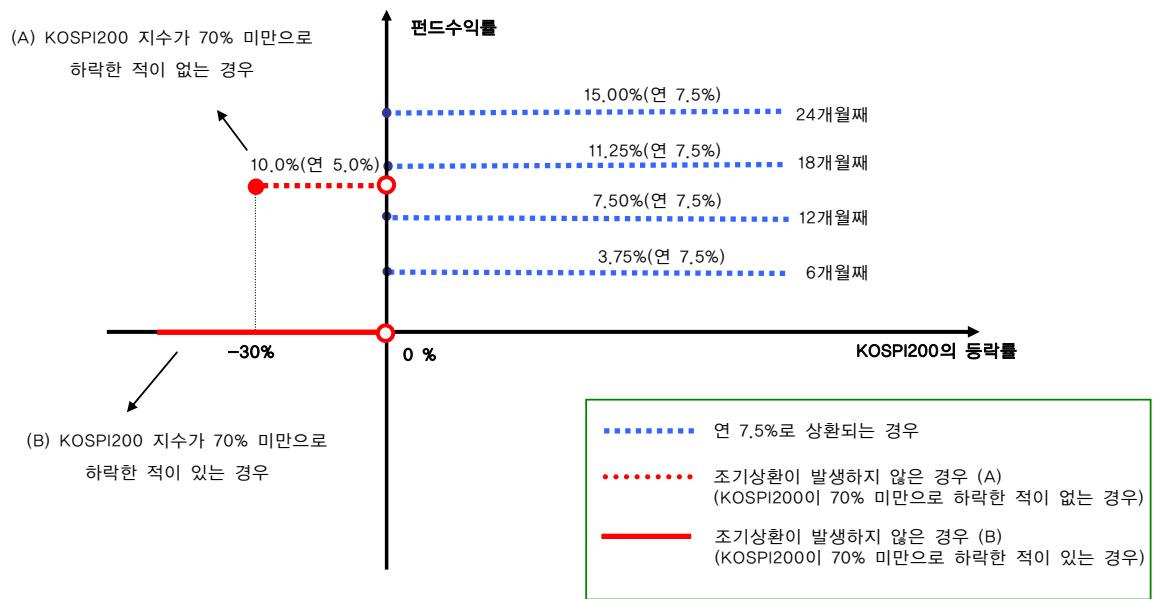 펀드수익률
(A) KOSPI200 지수가 70% 미만으로
하락한 적이 없는 경우
15.00%(연 7.5%)
24개월째
11.25%(연 7.5%)
18개월째
10.0%(연 5.0%)
7.50%(연 7.5%)
12개월째
3.75%(연 7.5%)
6개월째
-30%
0 %
KOSPI200의 등락률
(B) KOSPI200 지수가 70% 미만으로
하락한 적이 있는 경우
연 7.5%로 상환되는 경우
조기상환이 발생하지 않은 경우 (A)
(KOSPI200이 70% 미만으로 하락한 적이 없는 경우)
조기상환이 발생하지 않은 경우 (B)
(KOSPI200이 70% 미만으로 하락한 적이 있는 경우)